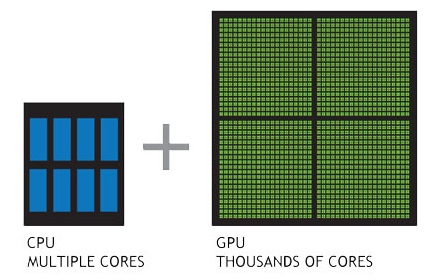 CPU
MULTIPLE CORES
GPU
THOUSANDS OF CORES